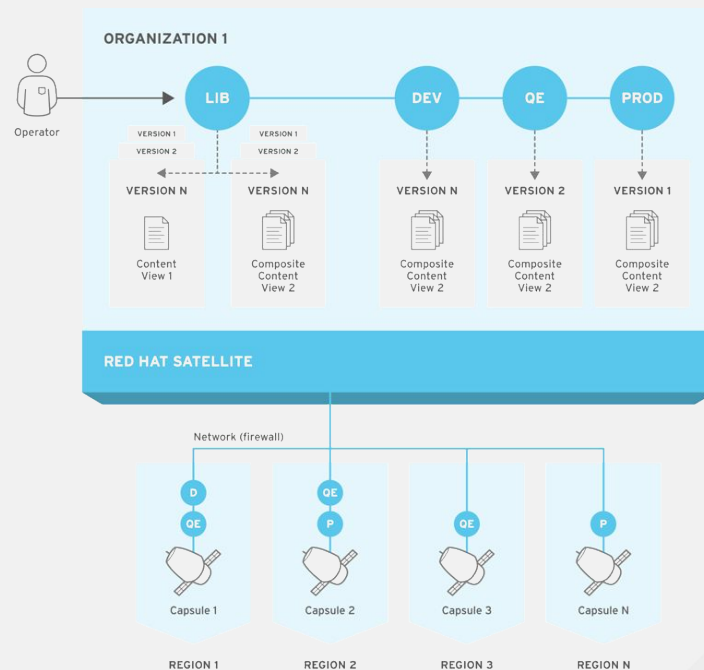 ORGANIZATION 1
LIB
DEV
QE
PROD
Operator
VERSION 1
VERSION 2
VERSION N
Content
View 1
VERSION 1
VERSION 2
VERSION N
Composite
Content
View 2
VERSION N
Composite
Content
View 2
VERSION 2
Composite
Content
View 2
VERSION 1
Composite
Content
View 2
RED HAT SATELLITE
Network (firewall)
D
QE
Capsule 1
REGION 1
QE
P
Capsule 2
REGION 2
QE
Capsule 3
REGION 3
P
Capsule N
REGION N